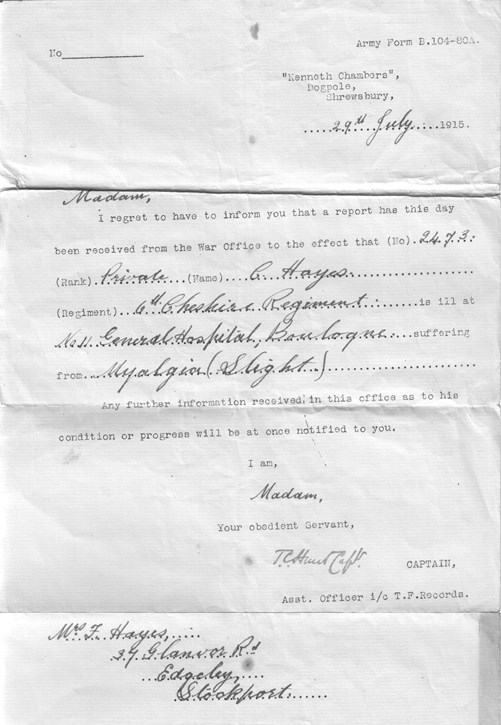 Army Form B.104-80A.
No
"Kenneth Chambers",
Dogpole,
Shrewsbury,
29th July 1915.
Madam,
I regret to have to inform you that a report has this day
been received from the War Office to the effect that (No) 2473
(Rank) Private (Name) C Hayes
(Regiment) 6th Cheshire Regiment is ill at
No 11 General Hospital, Boulogne suffering
from Myalgia (Slight)
Any further information received in this office as to his
condition or progress will be at once notified to you.
I am,
Madam,
Your obedient Servant,
Capt. CAPTAIN,
Asst. Officer i/c T.F.Records.
Mrs F. Hayes,
Rd
Edgeley,
Stockport